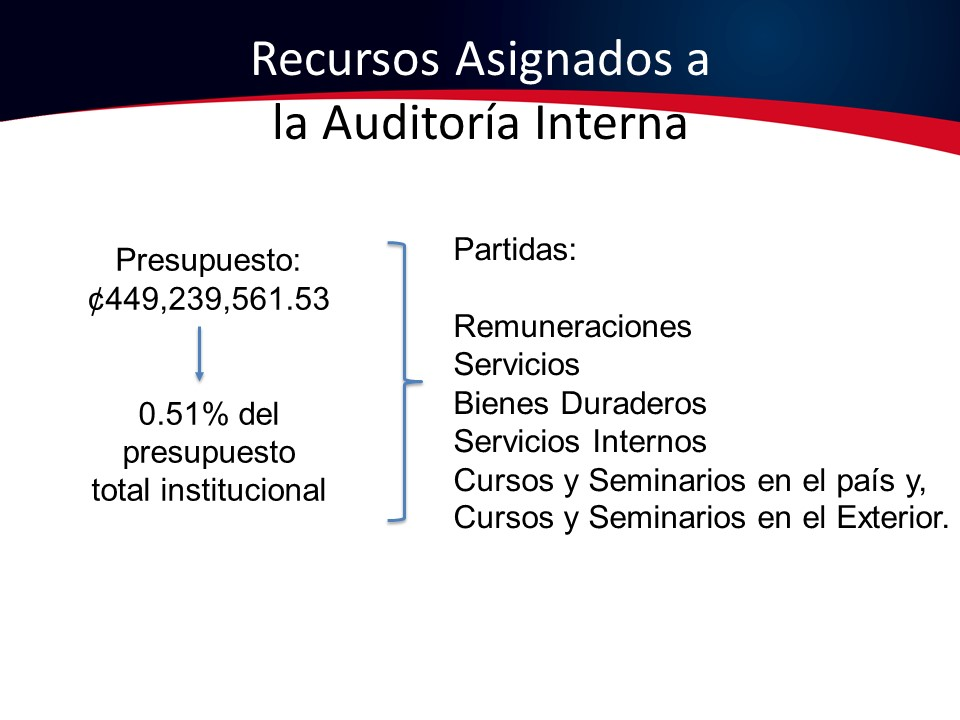 Recursos Asignados a
la Auditoría Interna
Presupuesto:
¢449,239,561.53
0.51% del
presupuesto
total institucional
Partidas:
Remuneraciones
Servicios
Bienes Duraderos
Servicios Internos
Cursos y Seminarios en el país y,
Cursos y Seminarios en el Exterior.